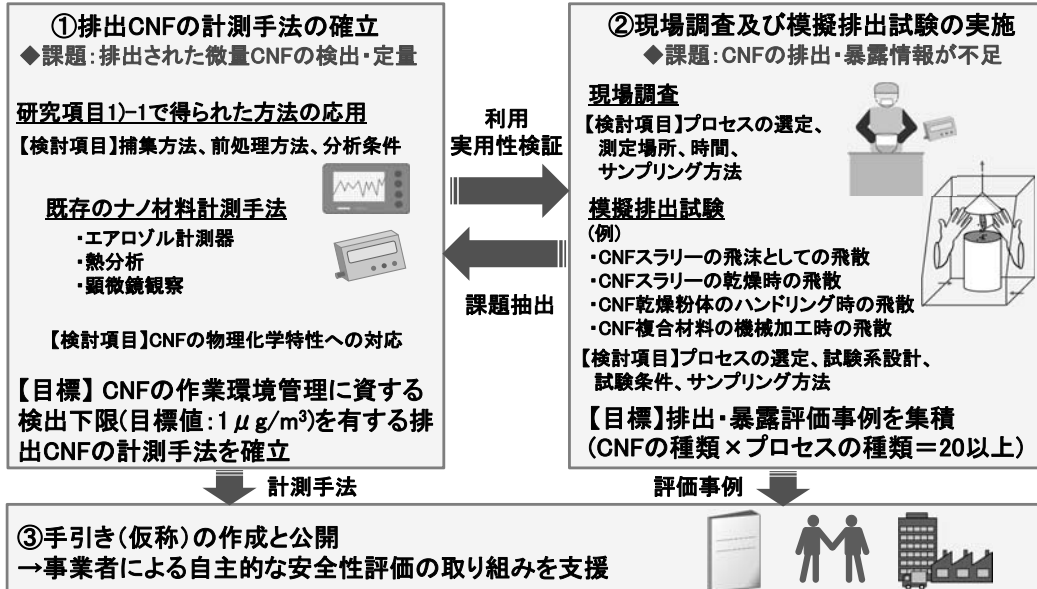 ①排出CNFの計測手法の確立
◆課題：排出された微量CNFの検出・定量
研究項目1)-1で得られた方法の応用
【検討項目】捕集方法、前処理方法、分析条件
既存のナノ材料計測手法
・エアロゾル計測器
・熱分析
・顕微鏡観察
【検討項目】CNFの物理化学特性への対応
【目標】 CNFの作業環境管理に資する
検出下限(目標値：1μg/m³)を有する排
出CNFの計測手法を確立
利用
実用性検証
課題抽出
②現場調査及び模擬排出試験の実施
◆課題：CNFの排出・暴露情報が不足
現場調査
【検討項目】プロセスの選定、
測定場所、時間、
サンプリング方法
模擬排出試験
(例)
・CNFスラリーの飛沫としての飛散
・CNFスラリーの乾燥時の飛散
・CNF乾燥粉体のハンドリング時の飛散
・CNF複合材料の機械加工時の飛散
【検討項目】プロセスの選定、試験系設計、
試験条件、サンプリング方法
【目標】排出・暴露評価事例を集積
(CNFの種類×プロセスの種類＝20以上)
計測手法
評価事例
③手引き(仮称)の作成と公開
→事業者による自主的な安全性評価の取り組みを支援